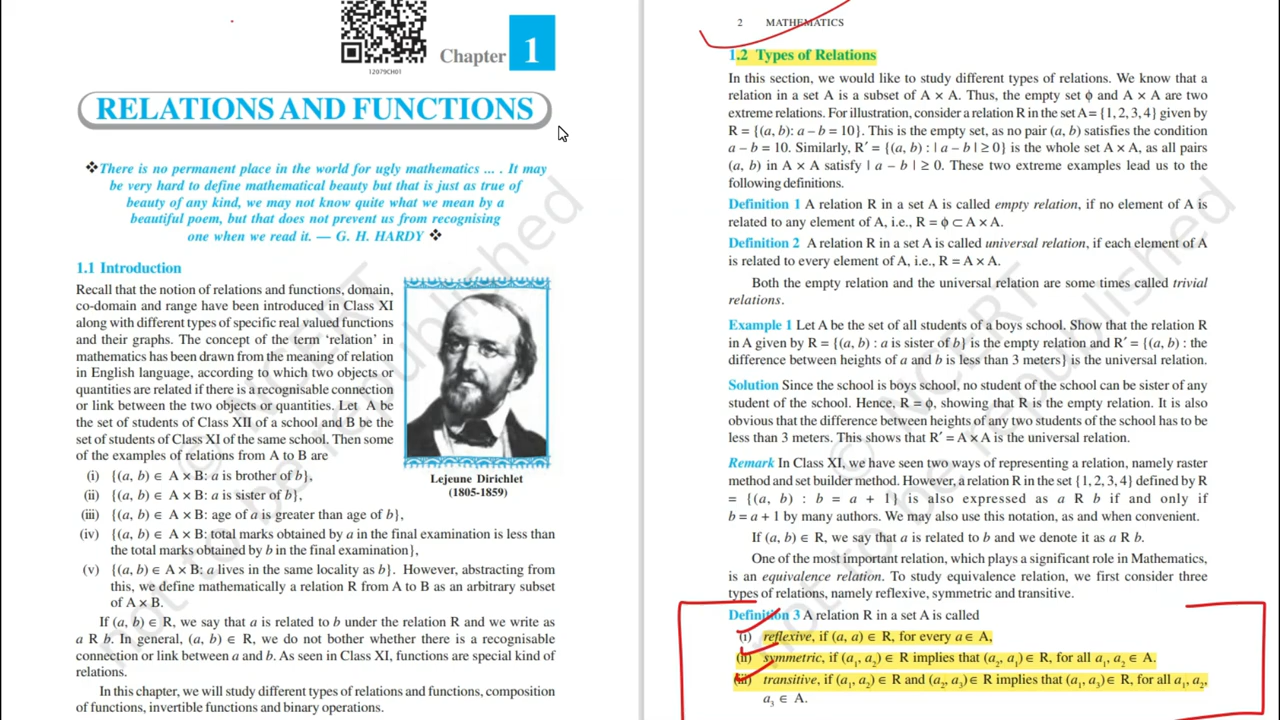 12079CH01
Chapter 1
RELATIONS AND FUNCTIONS
❖There is no permanent place in the world for ugly mathematics ... . It may
be very hard to define mathematical beauty but that is just as true of
beauty of any kind, we may not know quite what we mean by a
beautiful poem, but that does not prevent us from recognising
one when we read it. — G. H. HARDY ❖
1.1 Introduction
Recall that the notion of relations and functions, domain,
co-domain and range have been introduced in Class XI
along with different types of specific real valued functions
and their graphs. The concept of the term ‘relation’ in
mathematics has been drawn from the meaning of relation
in English language, according to which two objects or
quantities are related if there is a recognisable connection
or link between the two objects or quantities. Let A be
the set of students of Class XII of a school and B be the
set of students of Class XI of the same school. Then some
of the examples of relations from A to B are
(i) {(a, b) ∈ A × B: a is brother of b},
(ii) {(a, b) ∈ A × B: a is sister of b},
(iii) {(a, b) ∈ A × B: age of a is greater than age of b},
(iv) {(a, b) ∈ A × B: total marks obtained by a in the final examination is less than
the total marks obtained by b in the final examination},
(v) {(a, b) ∈ A × B: a lives in the same locality as b}. However, abstracting from
this, we define mathematically a relation R from A to B as an arbitrary subset
of A × B.
If (a, b) ∈ R, we say that a is related to b under the relation R and we write as
a R b. In general, (a, b) ∈ R, we do not bother whether there is a recognisable
connection or link between a and b. As seen in Class XI, functions are special kind of
relations.
In this chapter, we will study different types of relations and functions, composition
of functions, invertible functions and binary operations.
Lejeune Dirichlet
(1805-1859)
© NCERT
not to be republished
2 MATHEMATICS
1.2 Types of Relations
In this section, we would like to study different types of relations. We know that a
relation in a set A is a subset of A × A. Thus, the empty set ϕ and A × A are two
extreme relations. For illustration, consider a relation R in the set A = {1, 2, 3, 4} given by
R = {(a, b): a – b = 10}. This is the empty set, as no pair (a, b) satisfies the condition
a – b = 10. Similarly, R′ = {(a, b) : | a – b | ≥ 0} is the whole set A × A, as all pairs
(a, b) in A × A satisfy | a – b | ≥ 0. These two extreme examples lead us to the
following definitions.
Definition 1 A relation R in a set A is called empty relation, if no element of A is
related to any element of A, i.e., R = ϕ ⊂ A × A.
Definition 2 A relation R in a set A is called universal relation, if each element of A
is related to every element of A, i.e., R = A × A.
Both the empty relation and the universal relation are some times called trivial
relations.
Example 1 Let A be the set of all students of a boys school. Show that the relation R
in A given by R = {(a, b) : a is sister of b} is the empty relation and R′ = {(a, b) : the
difference between heights of a and b is less than 3 meters} is the universal relation.
Solution Since the school is boys school, no student of the school can be sister of any
student of the school. Hence, R = ϕ, showing that R is the empty relation. It is also
obvious that the difference between heights of any two students of the school has to be
less than 3 meters. This shows that R′ = A × A is the universal relation.
Remark In Class XI, we have seen two ways of representing a relation, namely raster
method and set builder method. However, a relation R in the set {1, 2, 3, 4} defined by R
= {(a, b) : b = a + 1} is also expressed as a R b if and only if
b = a + 1 by many authors. We may also use this notation, as and when convenient.
If (a, b) ∈ R, we say that a is related to b and we denote it as a R b.
One of the most important relation, which plays a significant role in Mathematics,
is an equivalence relation. To study equivalence relation, we first consider three
types of relations, namely reflexive, symmetric and transitive.
Definition 3 A relation R in a set A is called
(i) reflexive, if (a, a) ∈ R, for every a ∈ A,
(ii) symmetric, if (a₁, a₂) ∈ R implies that (a₂, a₁) ∈ R, for all a₁, a₂ ∈ A.
(iii) transitive, if (a₁, a₂) ∈ R and (a₂, a₃) ∈ R implies that (a₁, a₃) ∈ R, for all a₁, a₂,
a₃ ∈ A.
© NCERT
not to be republished